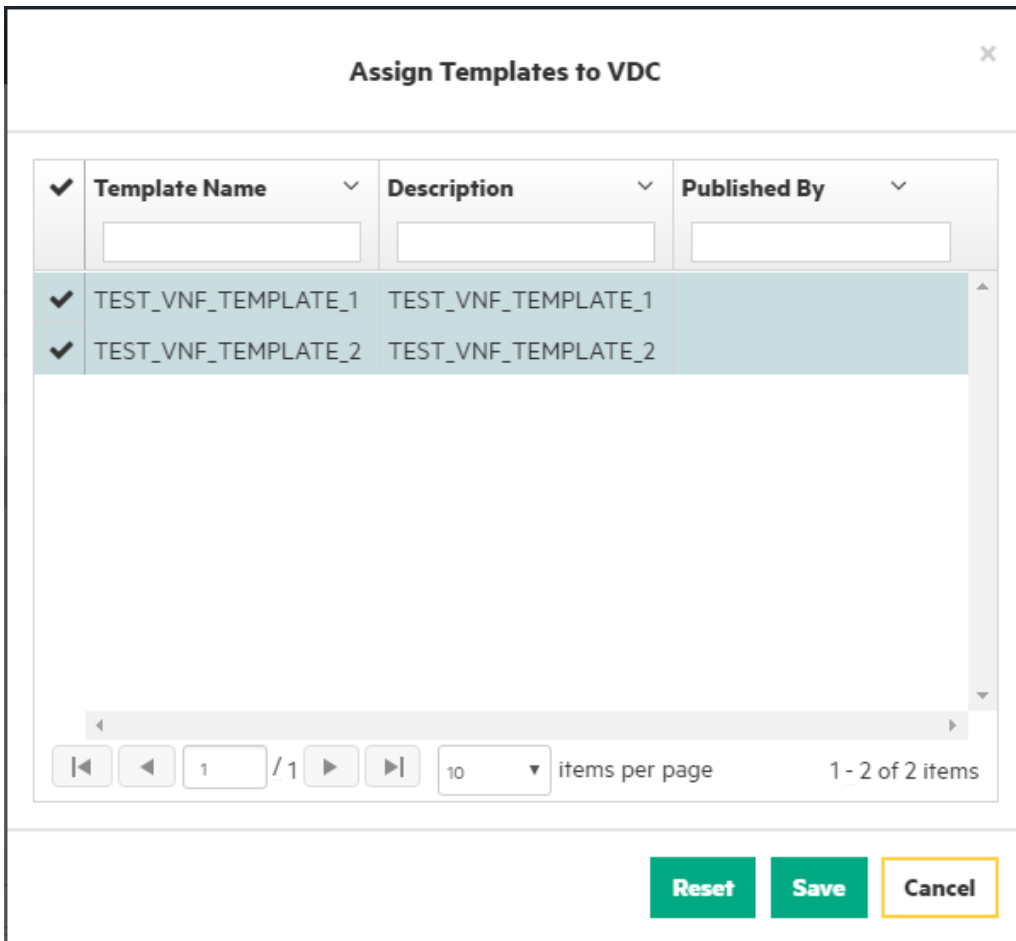 Assign Templates to VDC
×
Template Name Description Published By
TEST_VNF_TEMPLATE_1 TEST_VNF_TEMPLATE_1
TEST_VNF_TEMPLATE_2 TEST_VNF_TEMPLATE_2
1 / 1 10 items per page 1 - 2 of 2 items
Reset Save Cancel